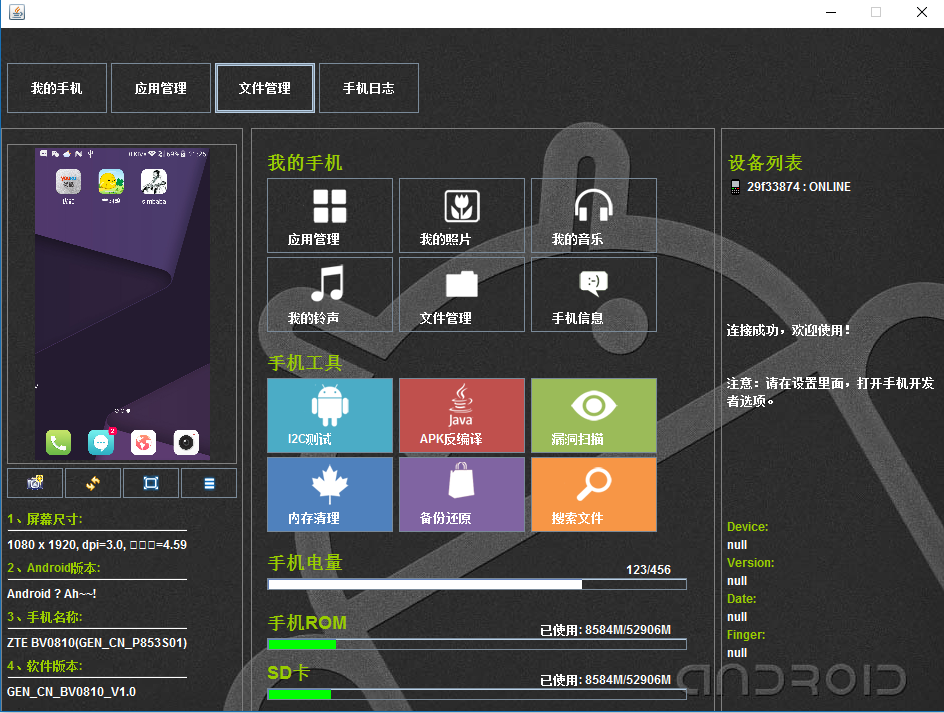 我的手机
应用管理
文件管理
手机日志
69%
11:25
simbaba
2
1、屏幕尺寸:
1080 x 1920, dpi=3.0, □□□=4.59
2、Android版本:
Android ? Ah~~!
3、手机名称:
ZTE BV0810(GEN_CN_P853S01)
4、软件版本:
GEN_CN_BV0810_V1.0
我的手机
应用管理
我的照片
我的音乐
我的铃声
文件管理
手机信息
手机工具
I2C测试
Java
APK反编译
漏洞扫描
内存清理
备份还原
搜索文件
手机电量
123/456
手机ROM
已使用: 8584M/52906M
SD卡
已使用: 8584M/52906M
设备列表
29f33874 : ONLINE
连接成功，欢迎使用！
注意：请在设置里面，打开手机开发
者选项。
Device:
null
Version:
null
Date:
null
Finger:
null
ANDROID